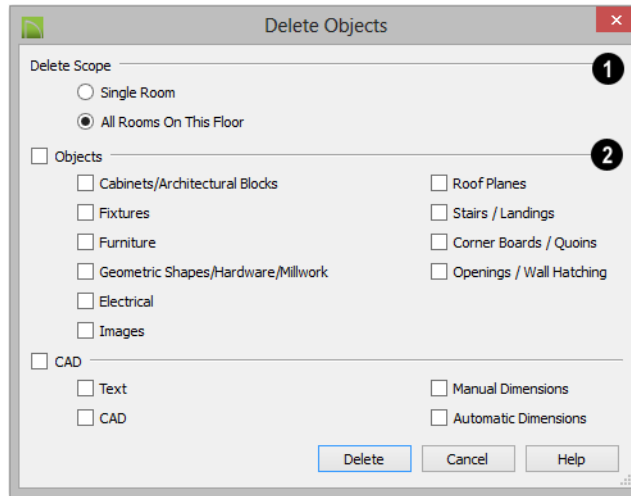 Delete Objects
Delete Scope
1
Single Room
All Rooms On This Floor
Objects
2
Cabinets/Architectural Blocks
Roof Planes
Fixtures
Stairs / Landings
Furniture
Corner Boards / Quoins
Geometric Shapes/Hardware/Millwork
Openings / Wall Hatching
Electrical
Images
CAD
Text
Manual Dimensions
CAD
Automatic Dimensions
Delete
Cancel
Help